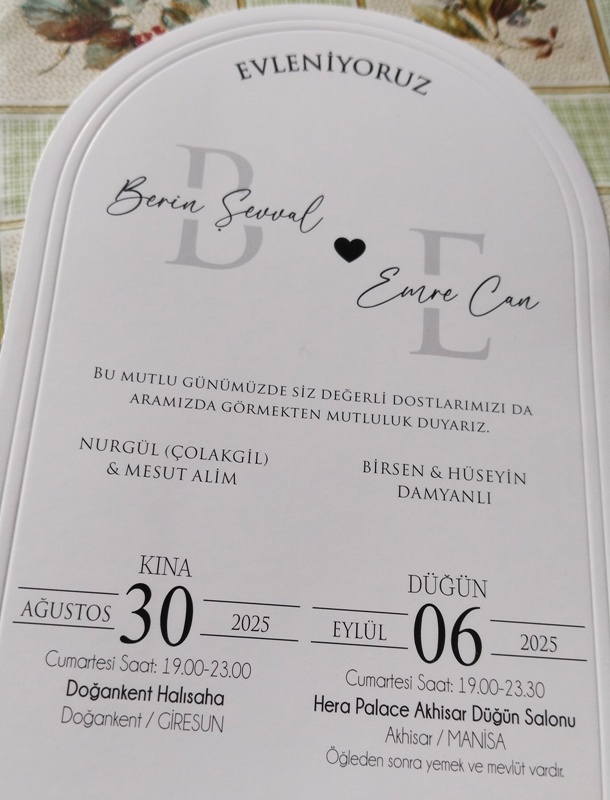 EVLENİYORUZ
B
Berin Şevval
E
Emre Can
BU MUTLU GÜNÜMÜZDE SİZ DEĞERLİ DOSTLARIMIZI DA
ARAMIZDA GÖRMEKTEN MUTLULUK DUYARIZ.
NURGÜL (ÇOLAKGİL)
& MESUT ALİM
BİRSEN & HÜSEYİN
DAMYANLI
KINA
AĞUSTOS 30 2025
Cumartesi Saat: 19.00-23.00
Doğankent Halısaha
Doğankent / GİRESUN
DÜĞÜN
EYLÜL 06 2025
Cumartesi Saat: 19.00-23.30
Hera Palace Akhisar Düğün Salonu
Akhisar / MANİSA
Öğleden sonra yemek ve mevlüt vardır.